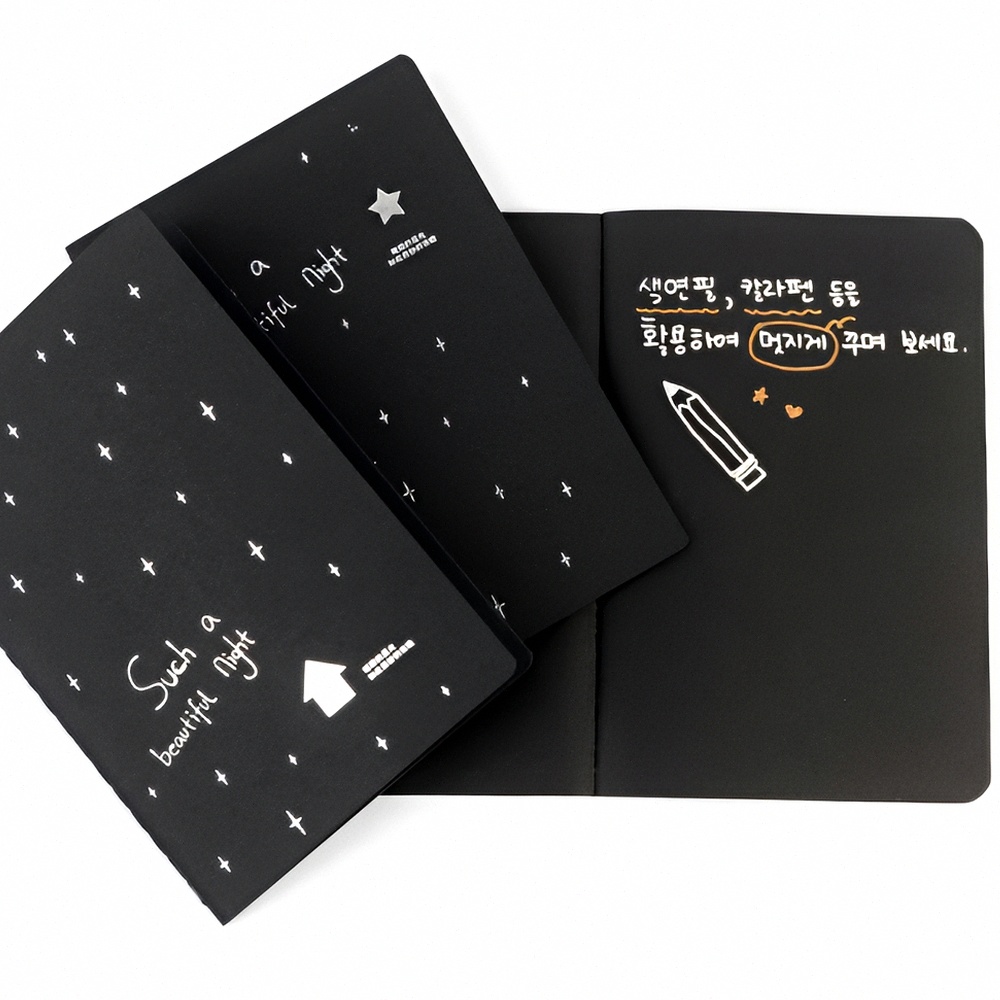 a
night
Such a
beautiful night
색연필, 칼라펜 등을
활용하여 멋지게 꾸며 보세요.